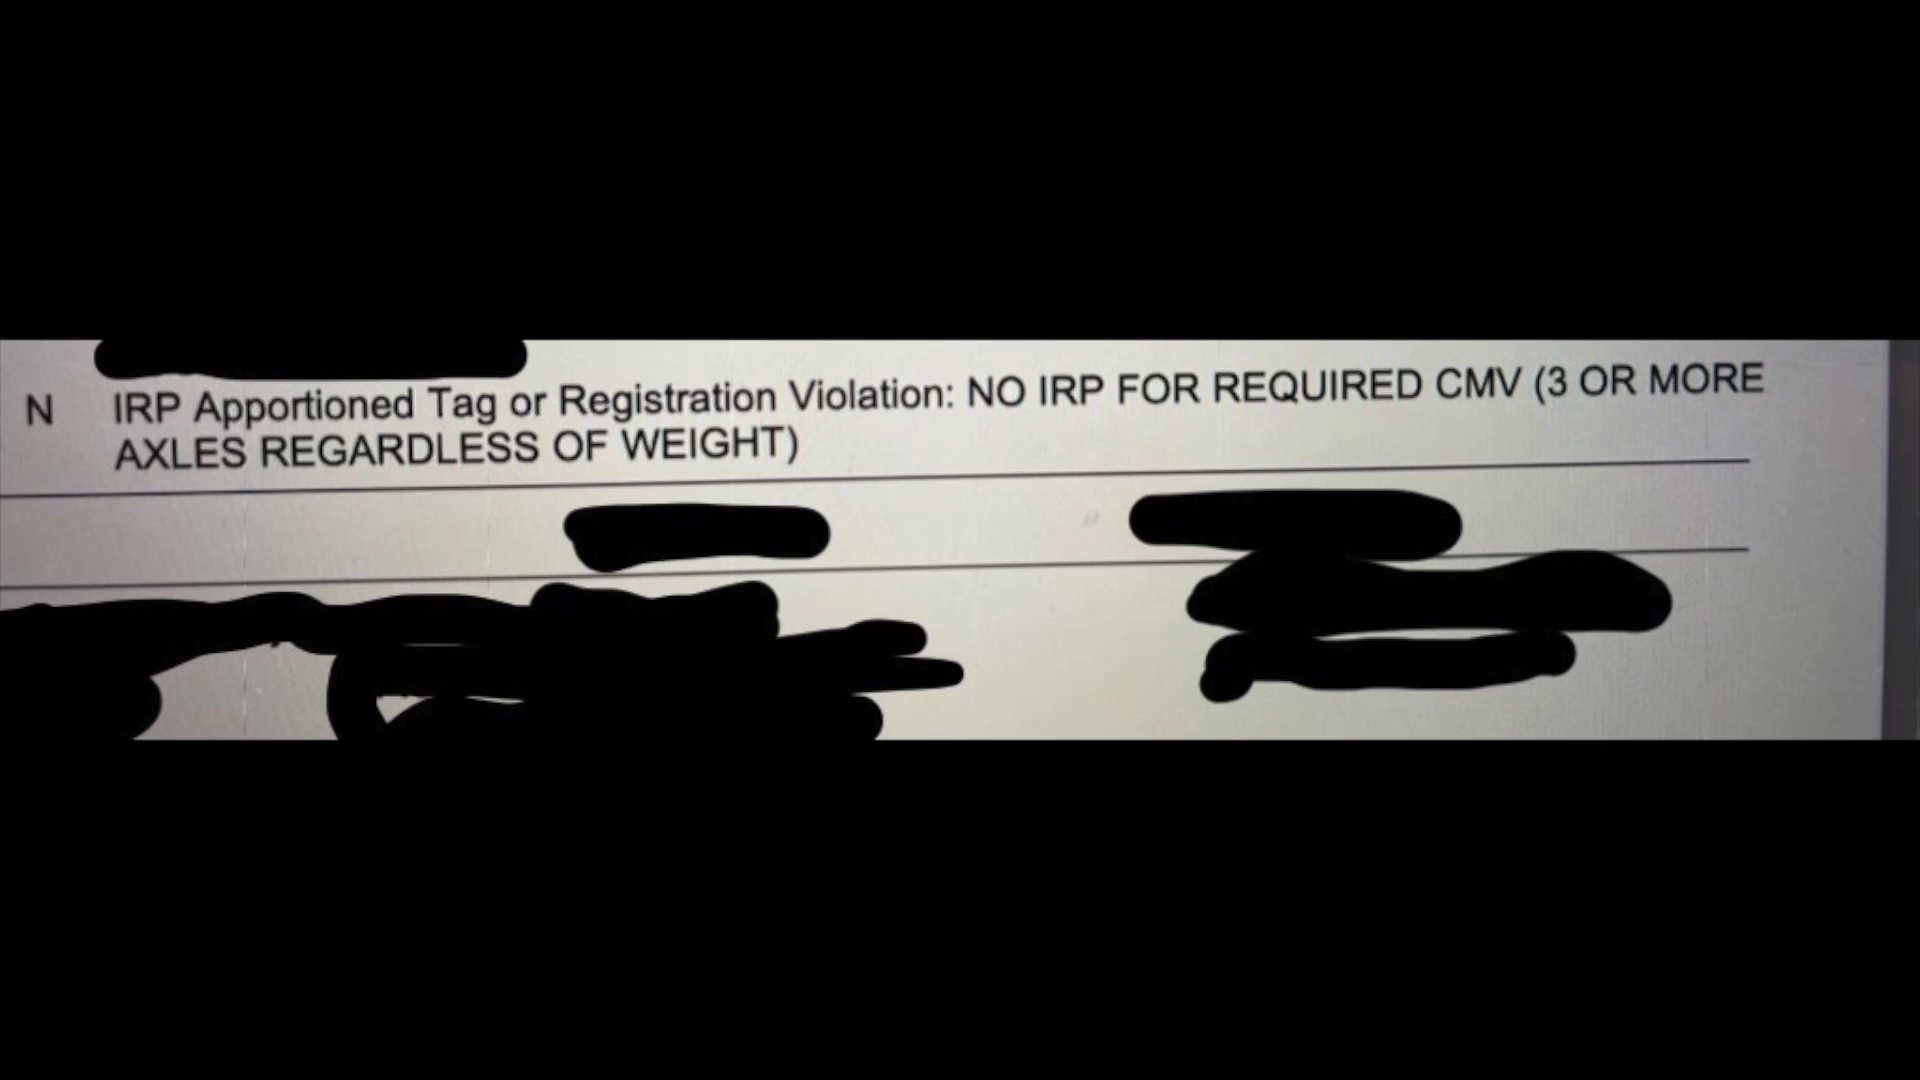 N IRP Apportioned Tag or Registration Violation: NO IRP FOR REQUIRED CMV (3 OR MORE
AXLES REGARDLESS OF WEIGHT)